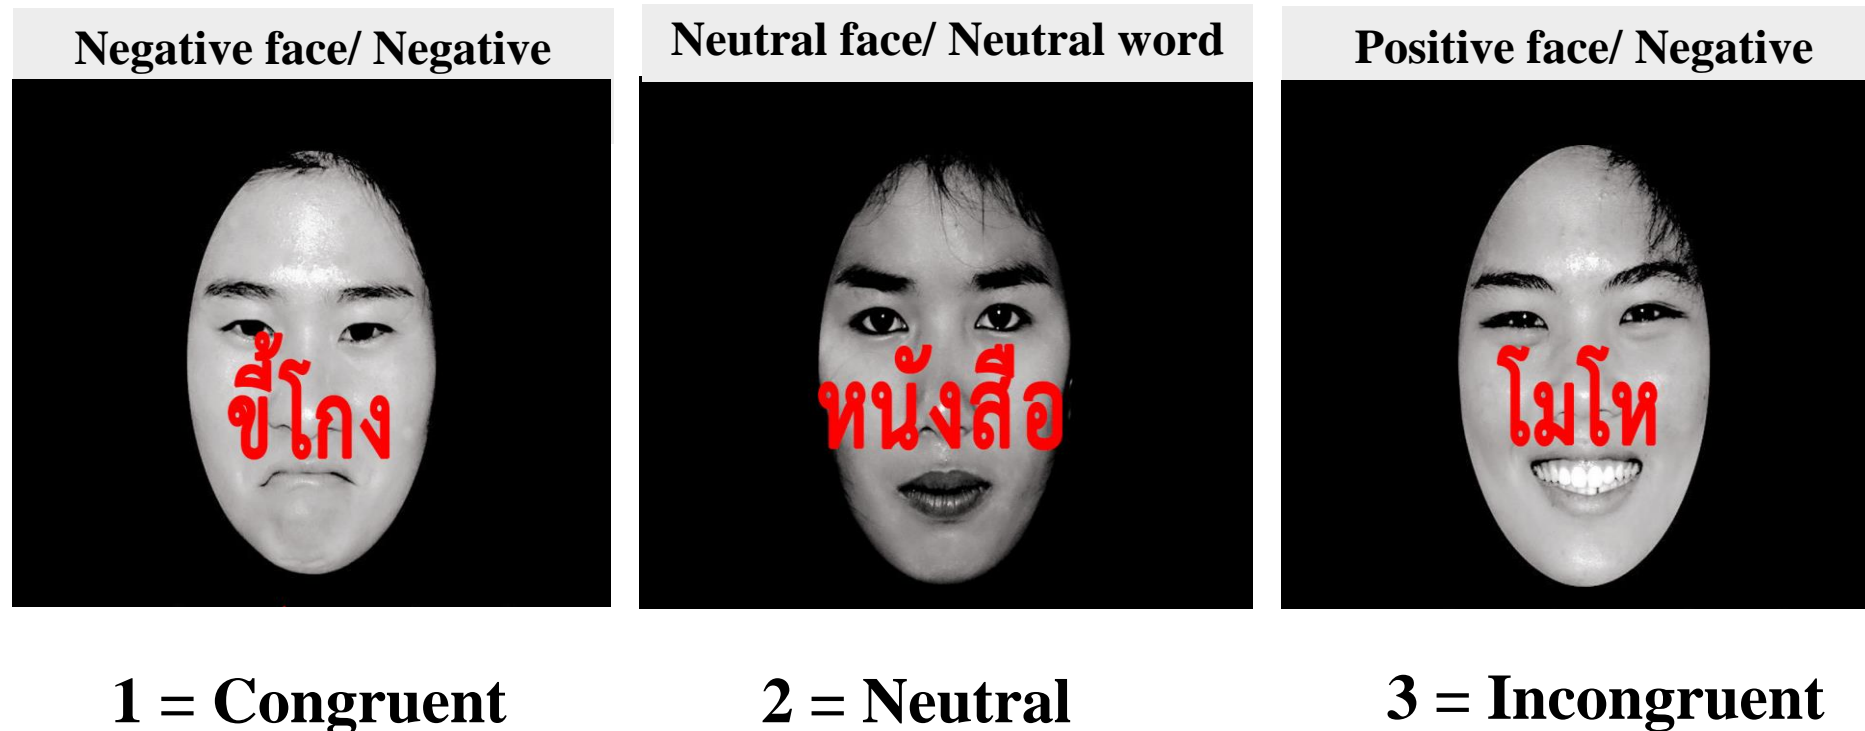 Negative face/ Negative
Neutral face/ Neutral word
Positive face/ Negative
ขี้โกง
หนังสือ
โมโห
1 = Congruent
2 = Neutral
3 = Incongruent